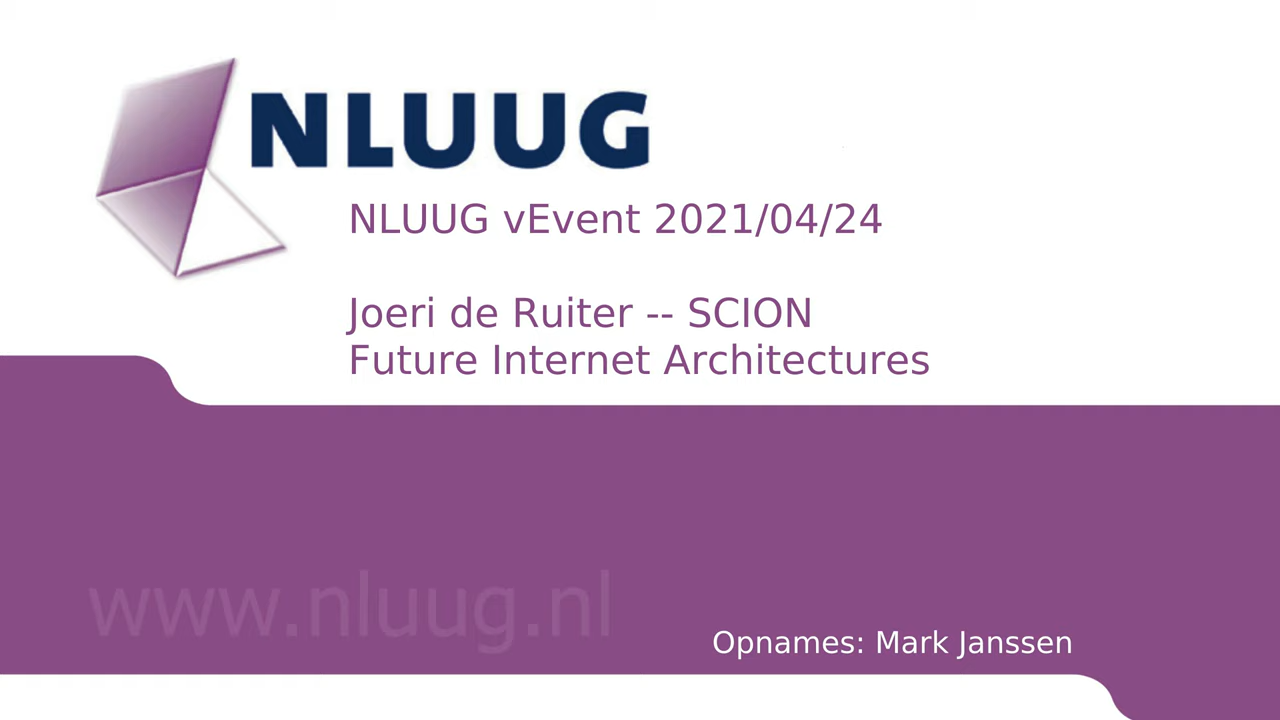 NLUUG
NLUUG vEvent 2021/04/24
Joeri de Ruiter -- SCION
Future Internet Architectures
www.nluug.nl
Opnames: Mark Janssen